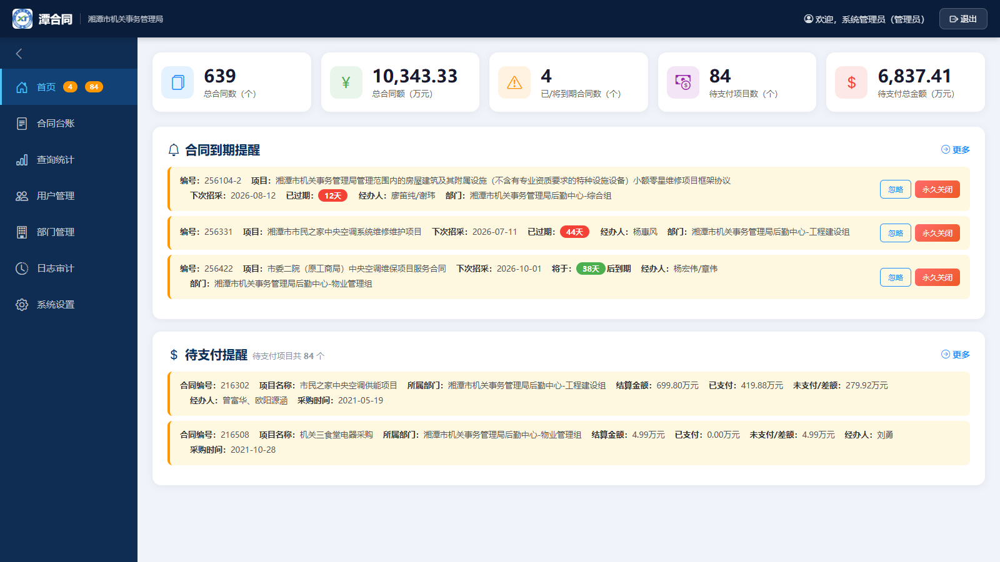 潭合同 湘潭市机关事务管理局
欢迎，系统管理员（管理员） 退出
首页 4 84
合同台账
查询统计
用户管理
部门管理
日志审计
系统设置
639
总合同数（个）
10,343.33
总合同额（万元）
4
已/将到期合同数（个）
84
待支付项目数（个）
6,837.41
待支付总金额（万元）
合同到期提醒 更多
编号：256104-2 项目：湘潭市机关事务管理局管理范围内的房屋建筑及其附属设施（不含有专业资质要求的特种设施设备）小额零星维修项目框架协议
下次招采：2026-08-12 已过期：12天 经办人：廖笛纯/谢玮 部门：湘潭市机关事务管理局后勤中心-综合组
忽略 永久关闭
编号：256331 项目：湘潭市市民之家中央空调系统维修维护项目 下次招采：2026-07-11 已过期：44天 经办人：杨車风 部门：湘潭市机关事务管理局后勤中心-工程建设组
忽略 永久关闭
编号：256422 项目：市委二院（原工商局）中央空调维保项目服务合同 下次招采：2026-10-01 将于：38天后到期 经办人：杨宏伟/章伟
部门：湘潭市机关事务管理局后勤中心-物业管理组
忽略 永久关闭
待支付提醒 待支付项目共 84 个 更多
合同编号：216302 项目名称：市民之家中央空调供能项目 所属部门：湘潭市机关事务管理局后勤中心-工程建设组 结算金额：699.80万元 已支付：419.88万元 未支付/差额：279.92万元
经办人：曾富华、欧阳源涵 采购时间：2021-05-19
合同编号：216508 项目名称：机关三食堂电器采购 所属部门：湘潭市机关事务管理局后勤中心-物业管理组 结算金额：4.99万元 已支付：0.00万元 未支付/差额：4.99万元 经办人：刘勇
采购时间：2021-10-28